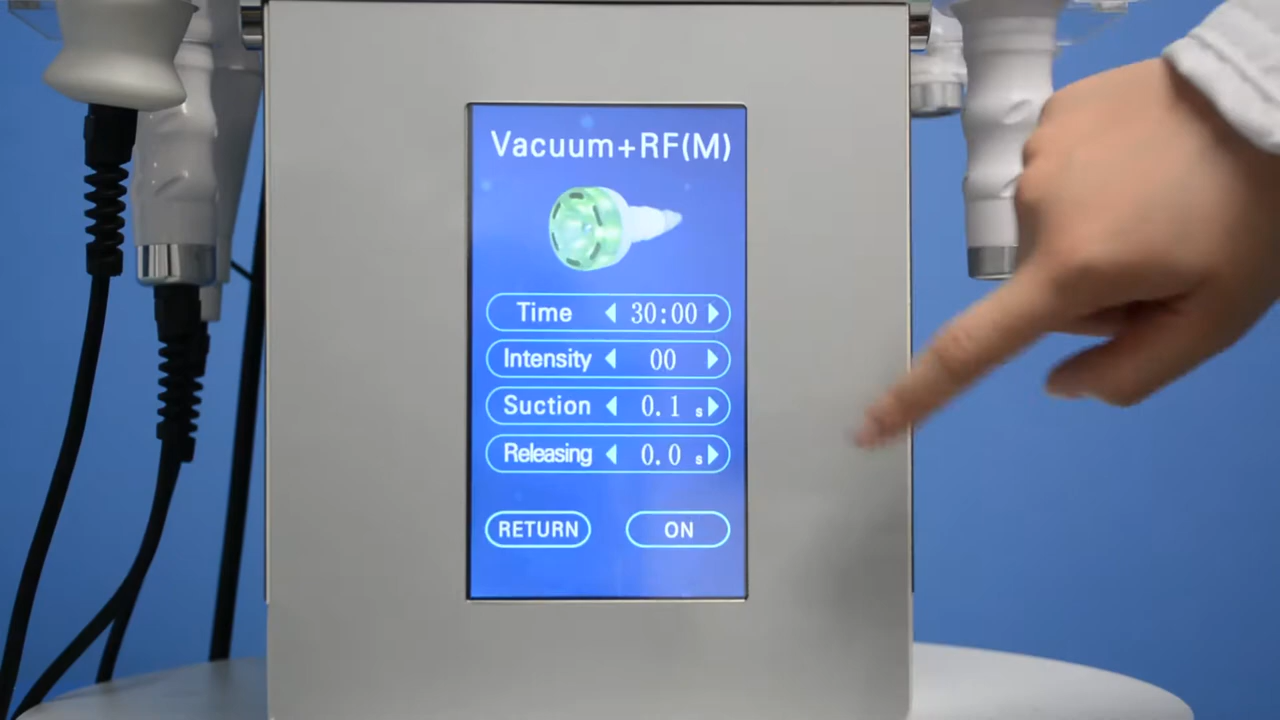 Vacuum+RF(M)
Time 30:00
Intensity 00
Suction 0.1 s
Releasing 0.0 s
RETURN ON